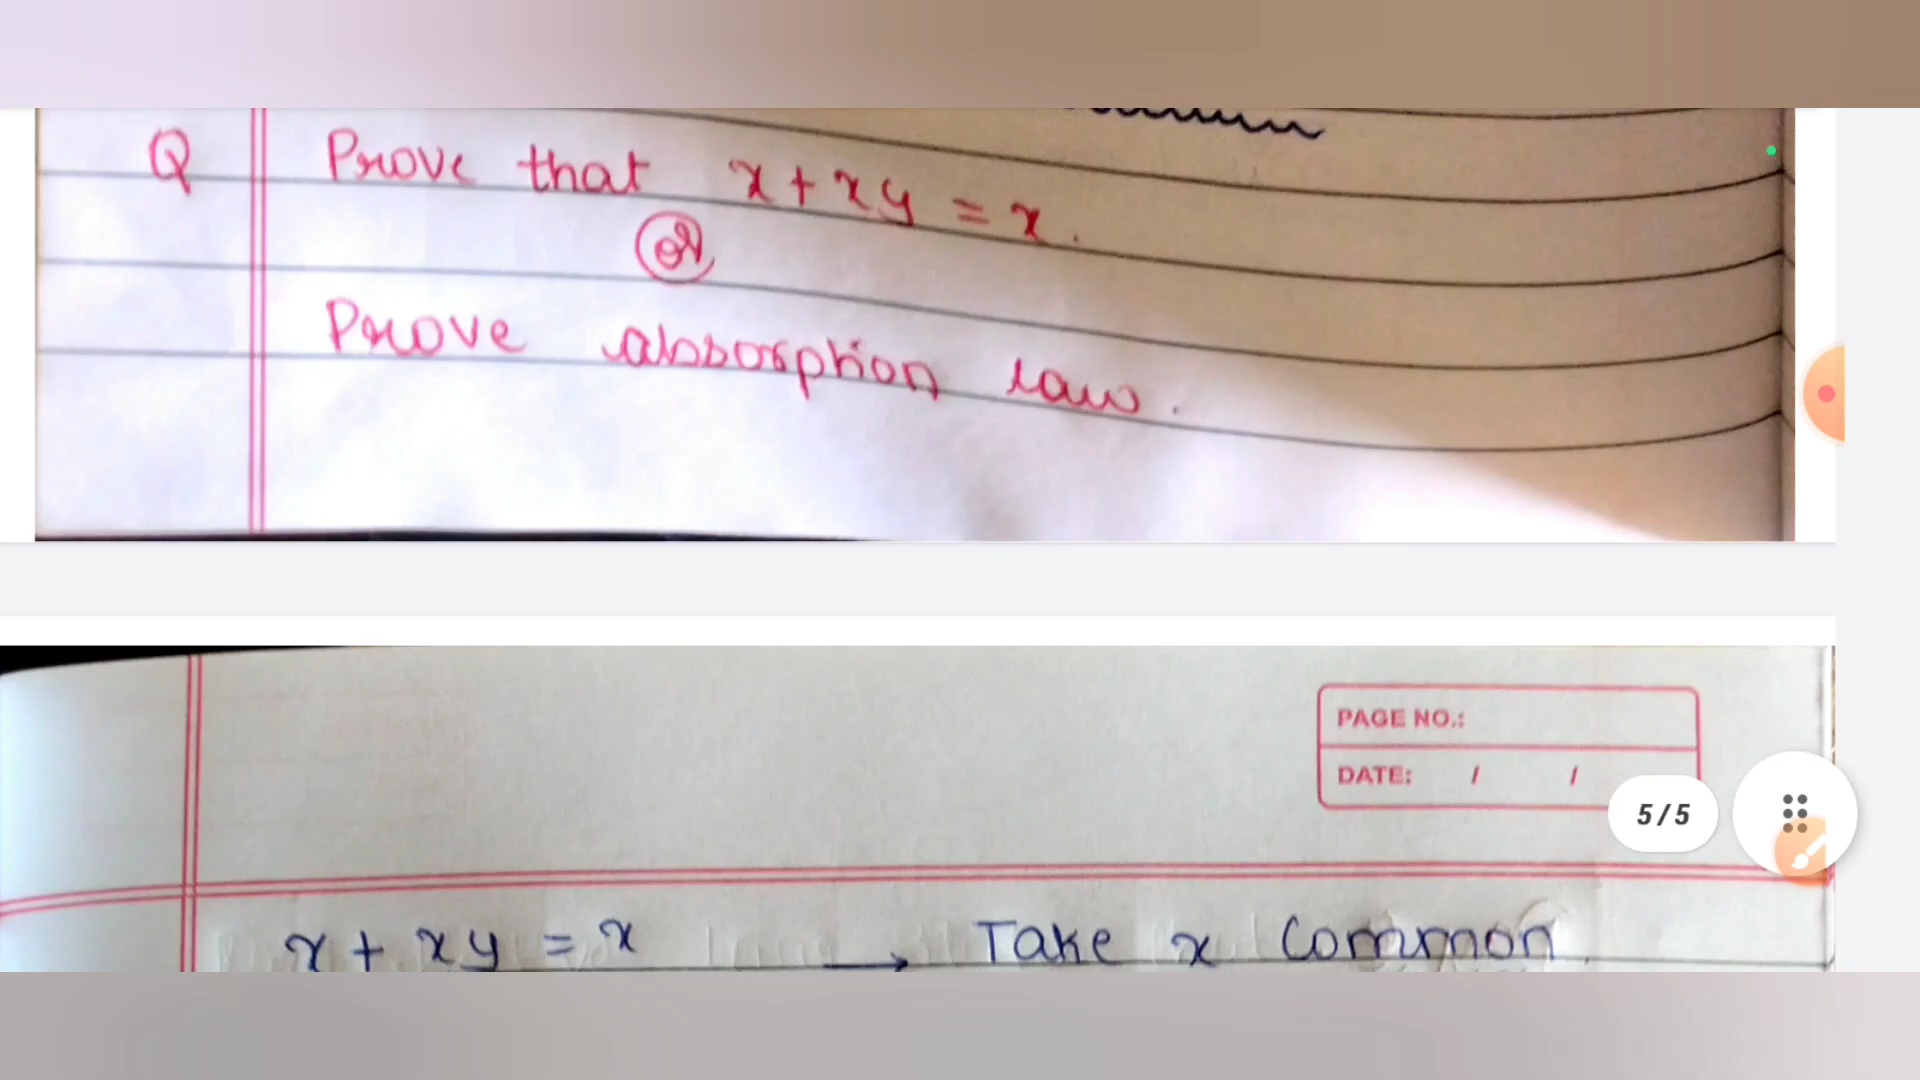 Q Prove that x + xy = x.
or
Prove absorption law.
PAGE NO.:
DATE: / /
5 / 5
x + xy = x → Take x Common.